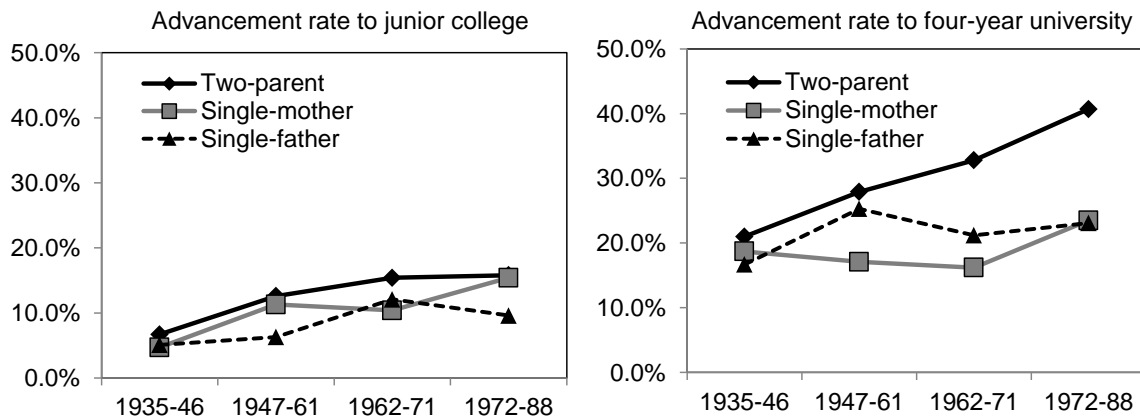 Advancement rate to junior college
50.0%
40.0%
30.0%
20.0%
10.0%
0.0%
Two-parent
Single-mother
Single-father
1935-46 1947-61 1962-71 1972-88
Advancement rate to four-year university
50.0%
40.0%
30.0%
20.0%
10.0%
0.0%
Two-parent
Single-mother
Single-father
1935-46 1947-61 1962-71 1972-88